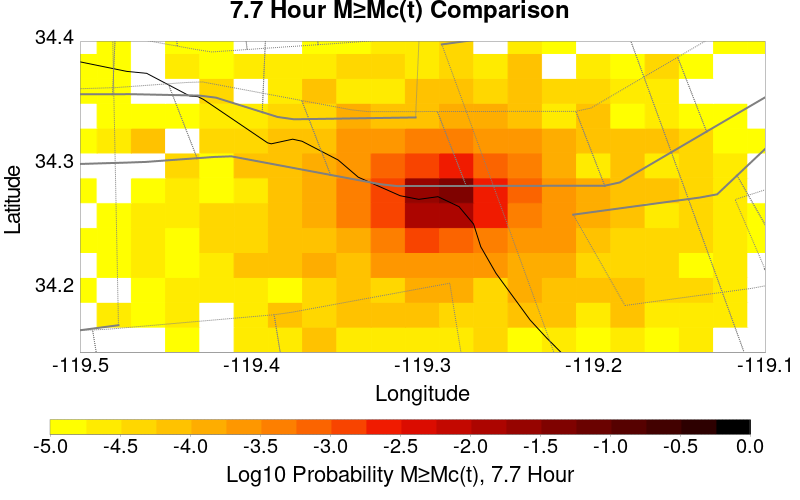 7.7 Hour M≥Mc(t) Comparison
34.4
34.3
34.2
Latitude
-119.5 -119.4 -119.3 -119.2 -119.1
Longitude
-5.0 -4.5 -4.0 -3.5 -3.0 -2.5 -2.0 -1.5 -1.0 -0.5 0.0
Log10 Probability M≥Mc(t), 7.7 Hour